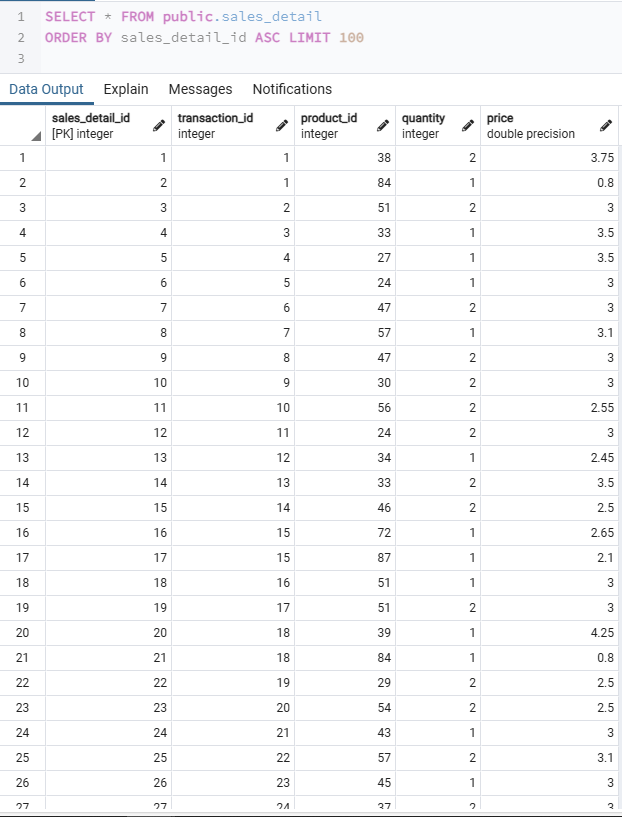 1 SELECT * FROM public.sales_detail
2 ORDER BY sales_detail_id ASC LIMIT 100
3
Data Output Explain Messages Notifications
sales_detail_id transaction_id product_id quantity price
[PK] integer integer integer integer double precision
1 1 1 38 2 3.75
2 2 1 84 1 0.8
3 3 2 51 2 3
4 4 3 33 1 3.5
5 5 4 27 1 3.5
6 6 5 24 1 3
7 7 6 47 2 3
8 8 7 57 1 3.1
9 9 8 47 2 3
10 10 9 30 2 3
11 11 10 56 2 2.55
12 12 11 24 2 3
13 13 12 34 1 2.45
14 14 13 33 2 3.5
15 15 14 46 2 2.5
16 16 15 72 1 2.65
17 17 15 87 1 2.1
18 18 16 51 1 3
19 19 17 51 2 3
20 20 18 39 1 4.25
21 21 18 84 1 0.8
22 22 19 29 2 2.5
23 23 20 54 2 2.5
24 24 21 43 1 3
25 25 22 57 2 3.1
26 26 23 45 1 3
27 27 24 37 2 3